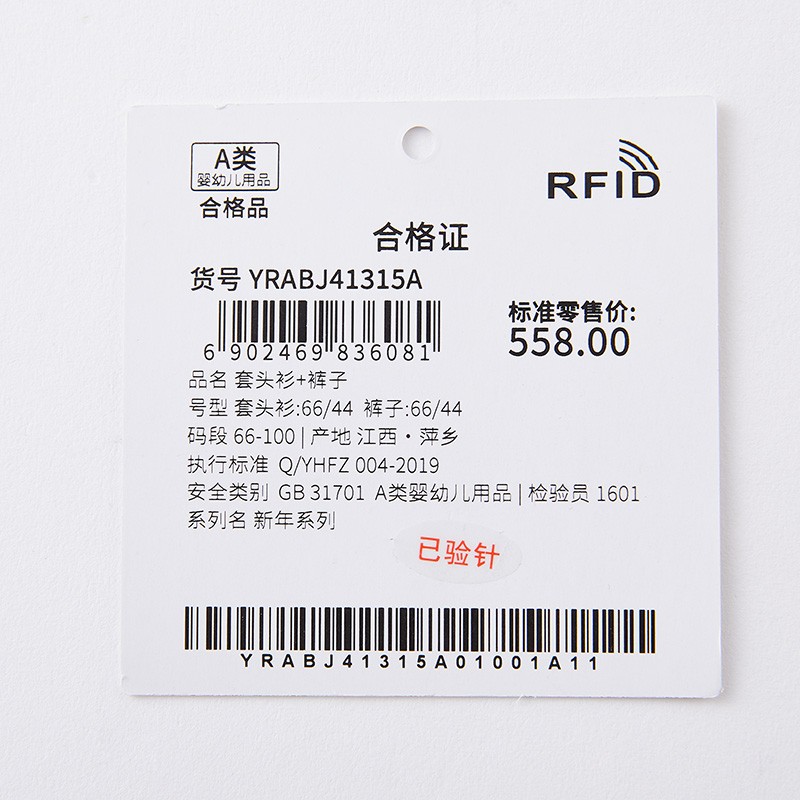 A类
婴幼儿用品
合格品
RFID
合格证
货号 YRABJ41315A
6 902469 836081
标准零售价:
558.00
品名 套头衫+裤子
号型 套头衫:66/44 裤子:66/44
码段 66-100 | 产地 江西·萍乡
执行标准 Q/YHFZ 004-2019
安全类别 GB 31701 A类婴幼儿用品 | 检验员 1601
系列名 新年系列
已验针
YRABJ41315A01001A11